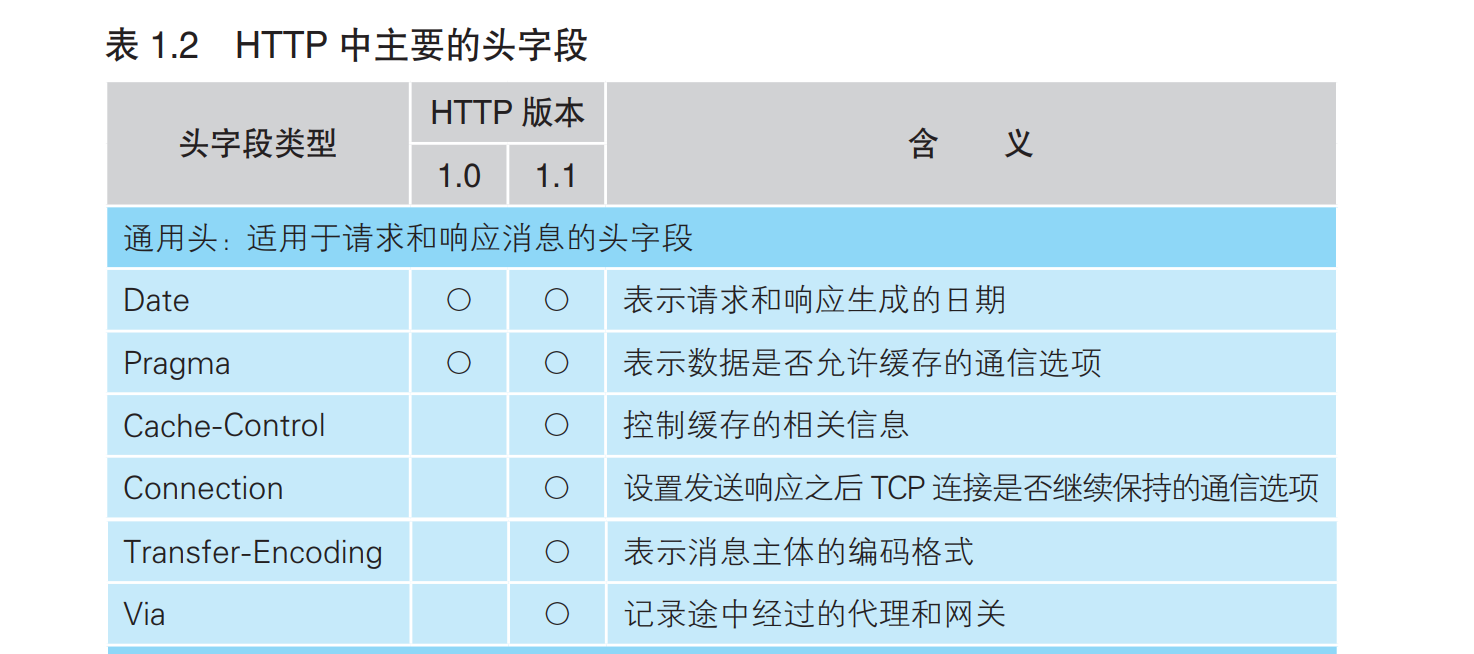 表 1.2 HTTP 中主要的头字段
头字段类型 HTTP 版本 含 义
1.0 1.1
通用头：适用于请求和响应消息的头字段
Date ○ ○ 表示请求和响应生成的日期
Pragma ○ ○ 表示数据是否允许缓存的通信选项
Cache-Control ○ 控制缓存的相关信息
Connection ○ 设置发送响应之后 TCP 连接是否继续保持的通信选项
Transfer-Encoding ○ 表示消息主体的编码格式
Via ○ 记录途中经过的代理和网关